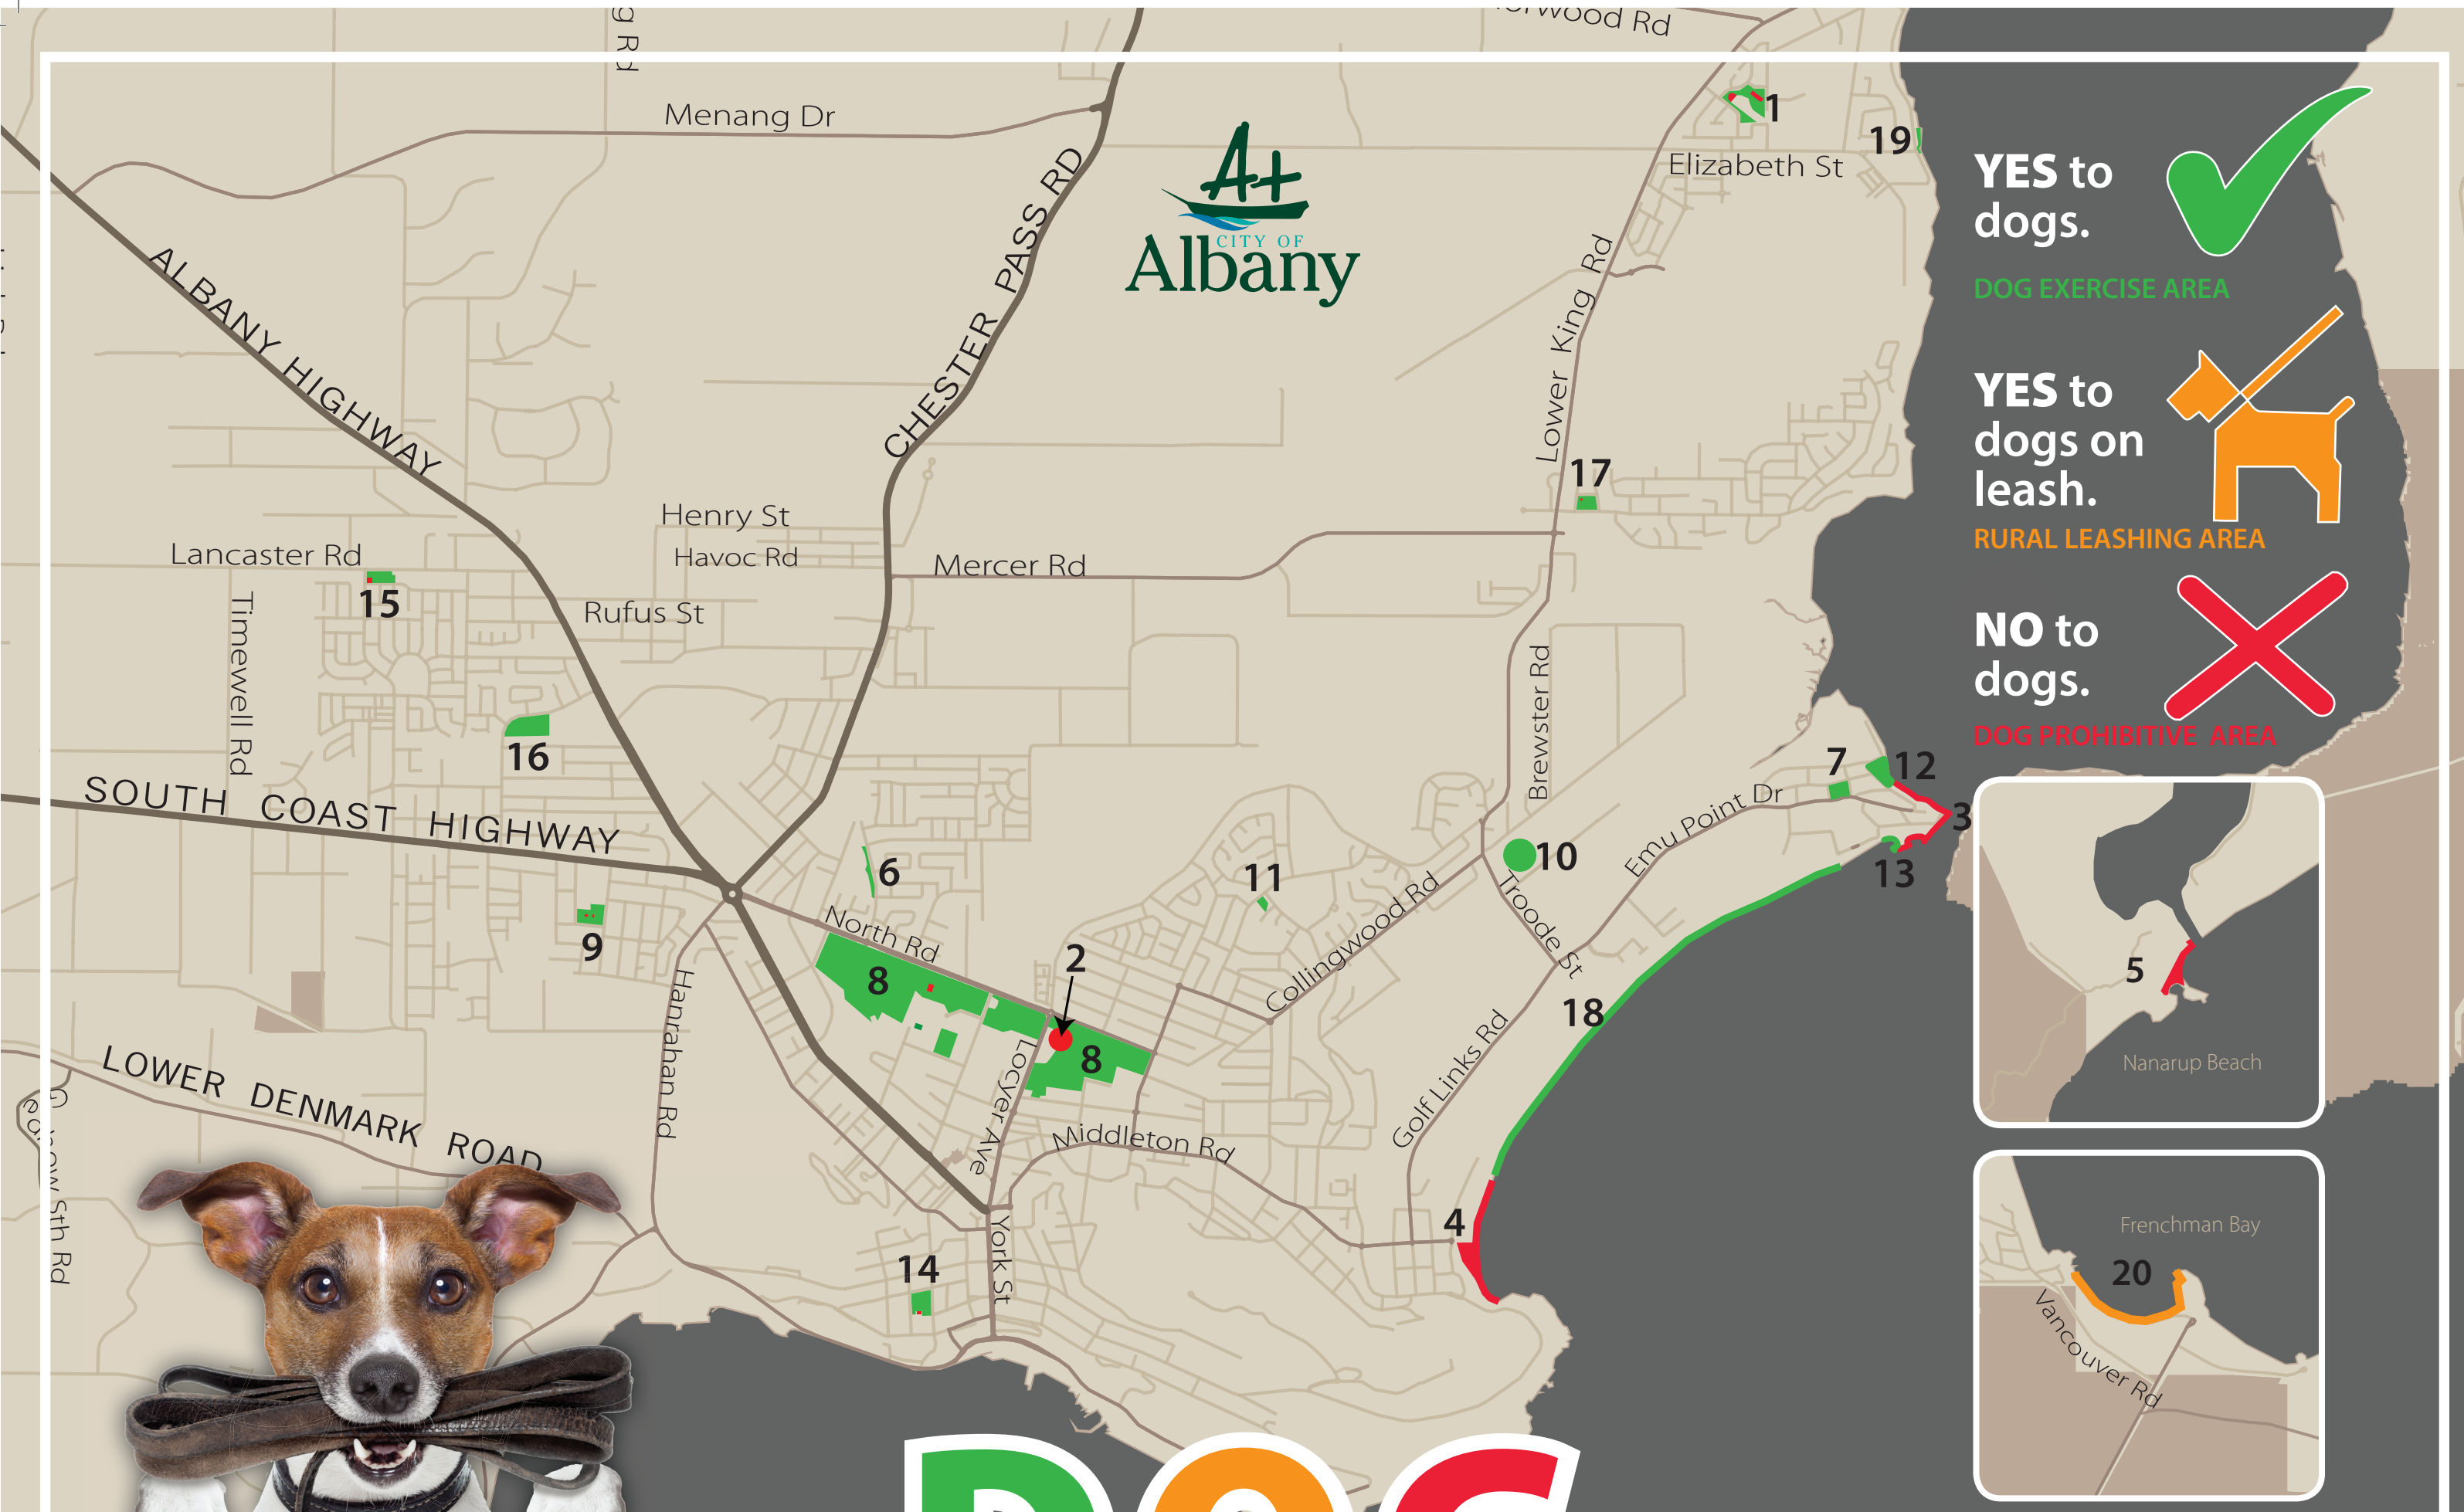 Menang Dr
CHESTER PASS RD
A+
CITY OF
Albany
1
19
Elizabeth St
YES to
dogs.
DOG EXERCISE AREA
ALBANY HIGHWAY
Lower King Rd
YES to
dogs on
leash.
RURAL LEASHING AREA
17
Henry St
Havoc Rd
Lancaster Rd
Mercer Rd
15
Rufus St
Timewell Rd
NO to
dogs.
DOG PROHIBITIVE AREA
Brewster Rd
16
7
12
3
SOUTH COAST HIGHWAY
Emu Point Dr
6
11
10
13
Collingwood Rd
Troode St
9
North Rd
2
8
5
18
Hanrahan Rd
Locyer Ave
8
Golf Links Rd
Nanarup Beach
LOWER DENMARK ROAD
Middleton Rd
4
Frenchman Bay
20
York St
14
Vancouver Rd
Sth Rd
DOG